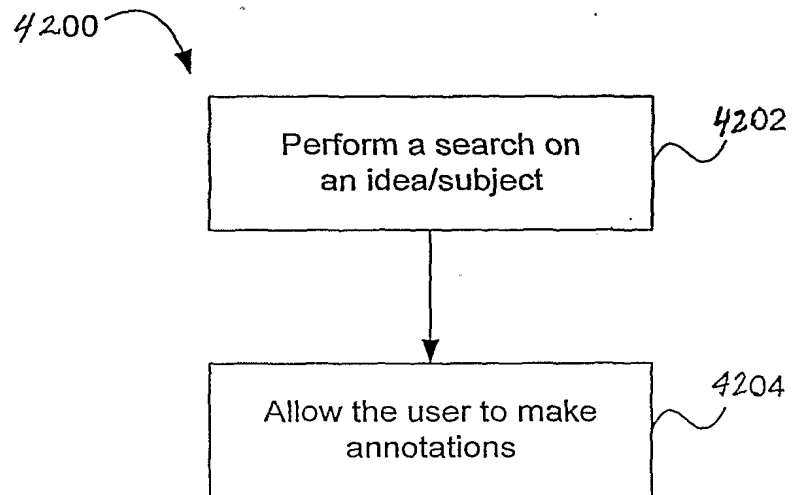 4200
Perform a search on
an idea/subject
4202
Allow the user to make
annotations
4204